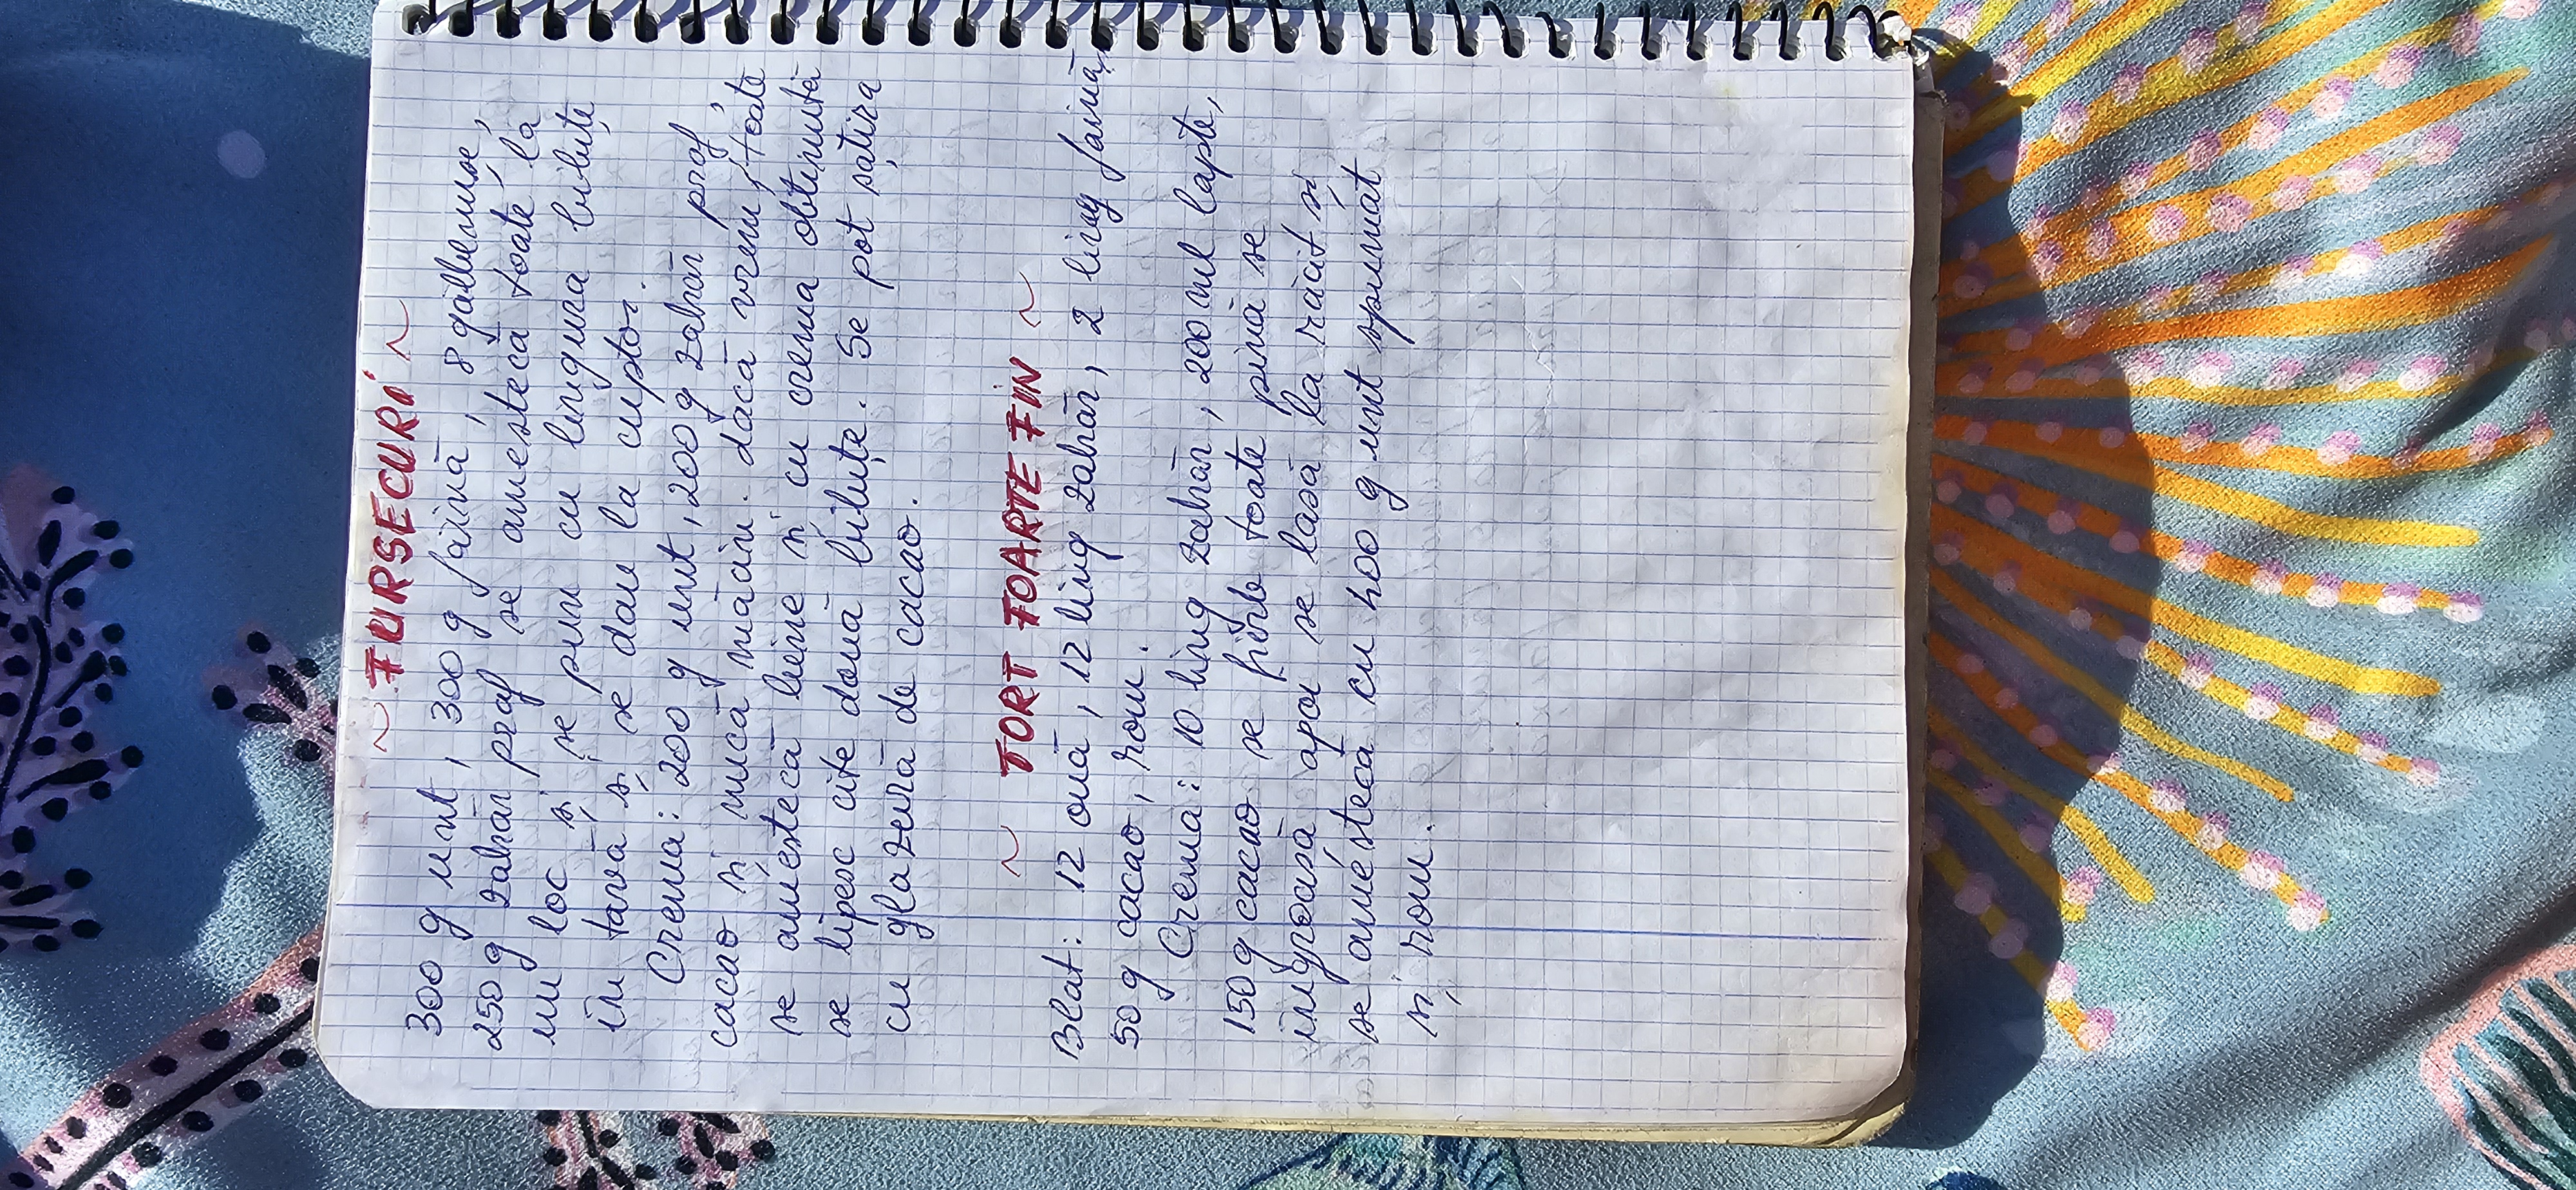 ~ FURSECURI ~
300 g unt, 300 g făină, 8 gălbenușe,
250 g zahăr praf se amestecă toate la
un loc și se pun cu lingura biluțe
în tavă și se dau la cuptor.
Crema: 200 g unt, 200 g zahăr praf,
cacao și nucă măcin. dacă vrem, toate
se amestecă bine și cu crema obținută
se lipesc cîte două biluțe. Se pot sațira
cu glazură de cacao.
~ TORT FOARTE FIN ~
Blat: 12 ouă, 12 ling zahăr, 2 ling făină,
50 g cacao, rom.
Crema: 10 ling zahăr, 200 ml lapte,
150 g cacao se fierb toate pînă se
îngroașă apoi se lasă la răcit și
se amestecă cu 400 g unt spumat
și rom.